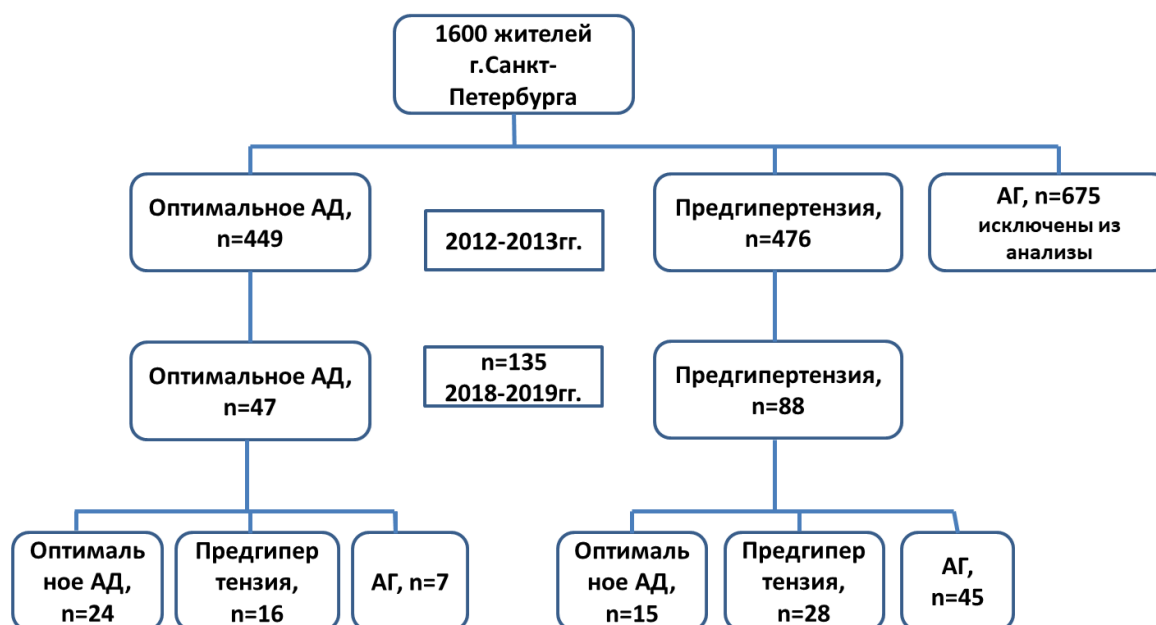 1600 жителей
г.Санкт-
Петербурга
Оптимальное АД,
n=449
2012-2013гг.
Предгипертензия,
n=476
АГ, n=675
исключены из
анализы
Оптимальное АД,
n=47
n=135
2018-2019гг.
Предгипертензия,
n=88
Оптималь
ное АД,
n=24
Предгипер
тензия,
n=16
АГ, n=7
Оптималь
ное АД,
n=15
Предгипер
тензия,
n=28
АГ,
n=45